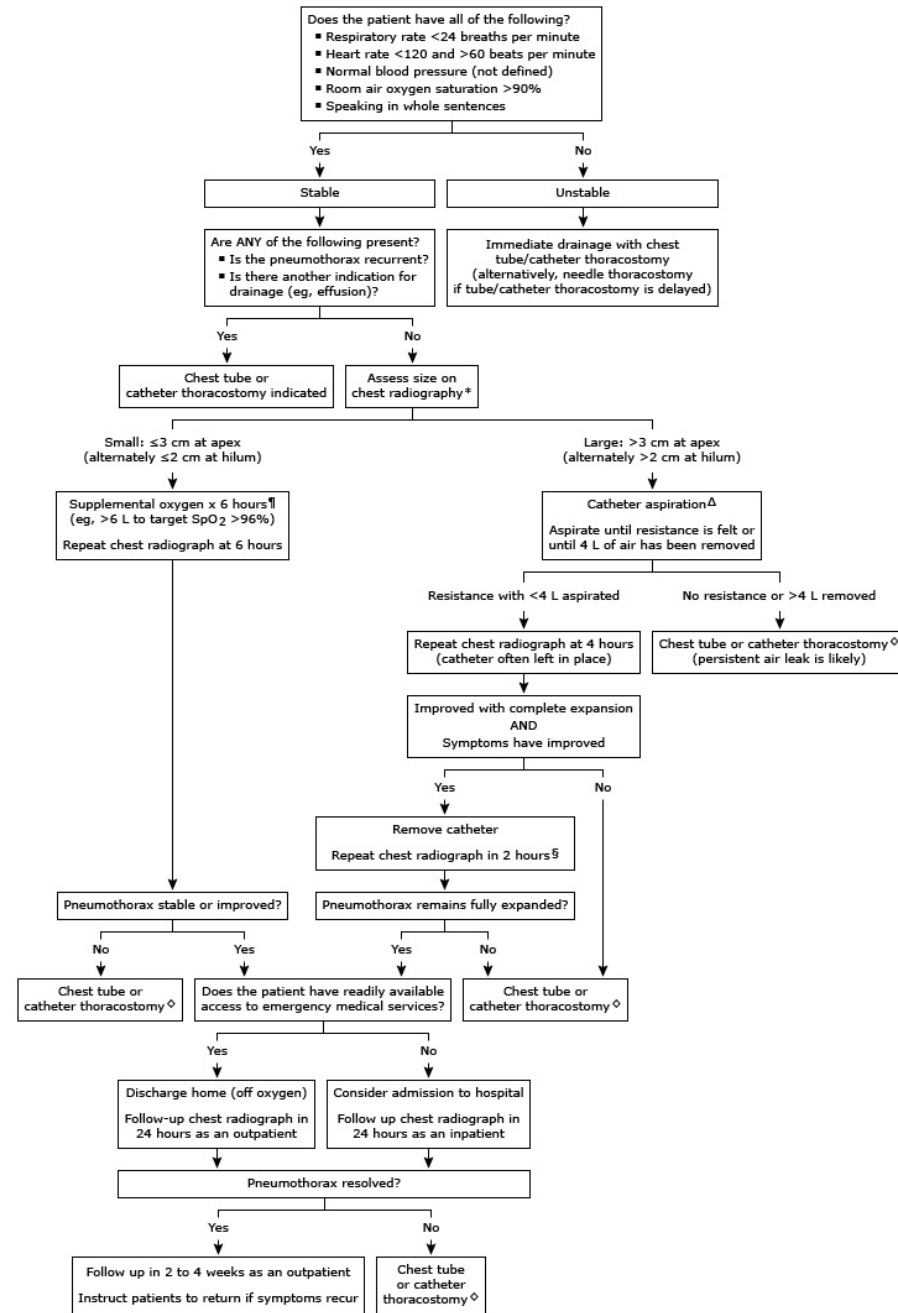 Does the patient have all of the following?
▪ Respiratory rate <24 breaths per minute
▪ Heart rate <120 and >60 beats per minute
▪ Normal blood pressure (not defined)
▪ Room air oxygen saturation >90%
▪ Speaking in whole sentences
Yes
No
Stable
Unstable
Are ANY of the following present?
▪ Is the pneumothorax recurrent?
▪ Is there another indication for
drainage (eg, effusion)?
Immediate drainage with chest
tube/catheter thoracostomy
(alternatively, needle thoracostomy
if tube/catheter thoracostomy is delayed)
Yes
No
Chest tube or
catheter thoracostomy indicated
Assess size on
chest radiography*
Small: ≤3 cm at apex
(alternately ≤2 cm at hilum)
Large: >3 cm at apex
(alternately >2 cm at hilum)
Supplemental oxygen x 6 hours¶
(eg, >6 L to target SpO2 >96%)
Repeat chest radiograph at 6 hours
Catheter aspirationΔ
Aspirate until resistance is felt or
until 4 L of air has been removed
Resistance with <4 L aspirated
No resistance or >4 L removed
Repeat chest radiograph at 4 hours
(catheter often left in place)
Chest tube or catheter thoracostomy◇
(persistent air leak is likely)
Improved with complete expansion
AND
Symptoms have improved
Yes
No
Remove catheter
Repeat chest radiograph in 2 hours§
Pneumothorax stable or improved?
Pneumothorax remains fully expanded?
No
Yes
Yes
No
Chest tube or
catheter thoracostomy◇
Does the patient have readily available
access to emergency medical services?
Chest tube or
catheter thoracostomy◇
Yes
No
Discharge home (off oxygen)
Follow-up chest radiograph in
24 hours as an outpatient
Consider admission to hospital
Follow up chest radiograph in
24 hours as an inpatient
Pneumothorax resolved?
Yes
No
Follow up in 2 to 4 weeks as an outpatient
Instruct patients to return if symptoms recur
Chest tube
or catheter
thoracostomy◇